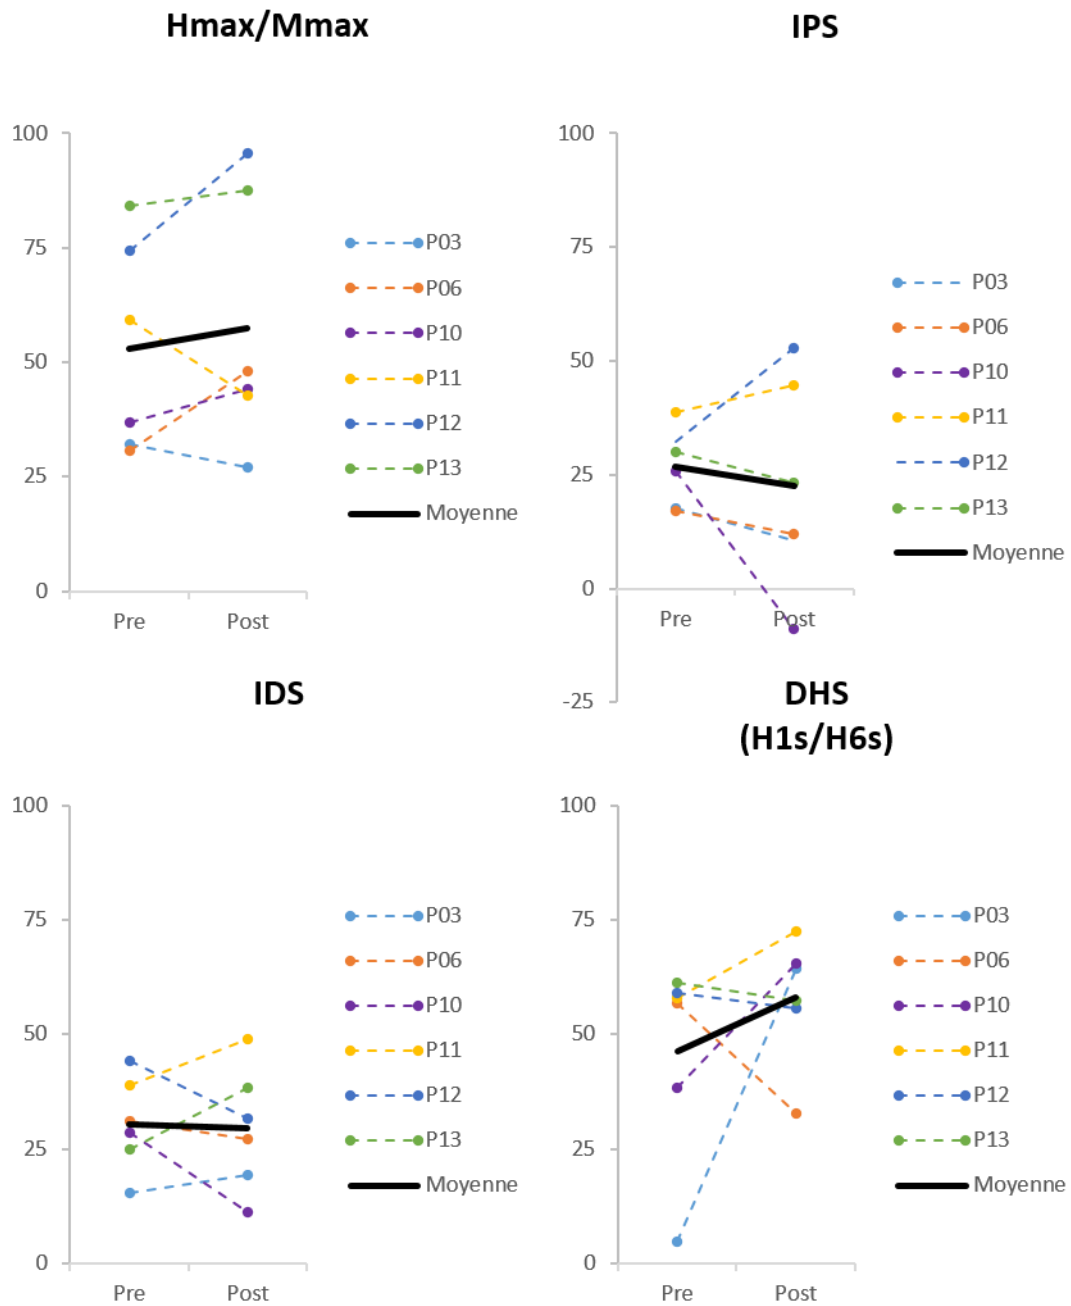 Hmax/Mmax
100
75
50
25
0
Pre
Post
P03
P06
P10
P11
P12
P13
Moyenne
IPS
100
75
50
25
0
-25
Pre
Post
P03
P06
P10
P11
P12
P13
Moyenne
IDS
100
75
50
25
0
Pre
Post
P03
P06
P10
P11
P12
P13
Moyenne
DHS
(H1s/H6s)
100
75
50
25
0
Pre
Post
P03
P06
P10
P11
P12
P13
Moyenne